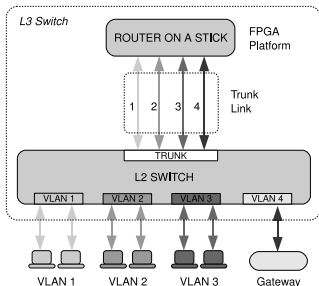 L3 Switch
ROUTER ON A STICK
FPGA
Platform
1 2 3 4
Trunk
Link
TRUNK
L2 SWITCH
VLAN 1 VLAN 2 VLAN 3 VLAN 4
VLAN 1 VLAN 2 VLAN 3 Gateway